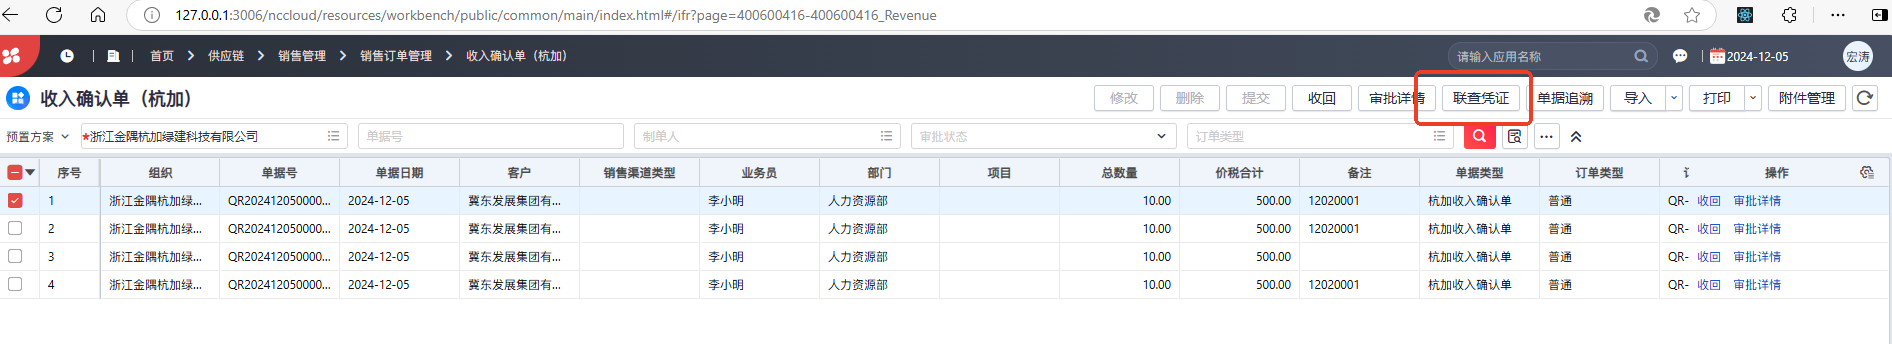 127.0.0.1:3006/nccloud/resources/workbench/public/common/main/index.html#/ifr?page=400600416-400600416_Revenue
首页 > 供应链 > 销售管理 > 销售订单管理 > 收入确认单（杭加） 请输入应用名称 2024-12-05 宏涛
收入确认单（杭加） 修改 删除 提交 收回 审批详情 联查凭证 单据追溯 导入 打印 附件管理
预置方案 *浙江金隅杭加绿建科技有限公司 单据号 制单人 审批状态 订单类型 ...
序号 组织 单据号 单据日期 客户 销售渠道类型 业务员 部门 项目 总数量 价税合计 备注 单据类型 订单类型 操作
1 浙江金隅杭加绿... QR202412050000... 2024-12-05 冀东发展集团有... 李小明 人力资源部 10.00 500.00 12020001 杭加收入确认单 普通 QR- 收回 审批详情
2 浙江金隅杭加绿... QR202412050000... 2024-12-05 冀东发展集团有... 李小明 人力资源部 10.00 500.00 12020001 杭加收入确认单 普通 QR- 收回 审批详情
3 浙江金隅杭加绿... QR202412050000... 2024-12-05 冀东发展集团有... 李小明 人力资源部 10.00 500.00 杭加收入确认单 普通 QR- 收回 审批详情
4 浙江金隅杭加绿... QR202412050000... 2024-12-05 冀东发展集团有... 李小明 人力资源部 10.00 500.00 12020001 杭加收入确认单 普通 QR- 收回 审批详情